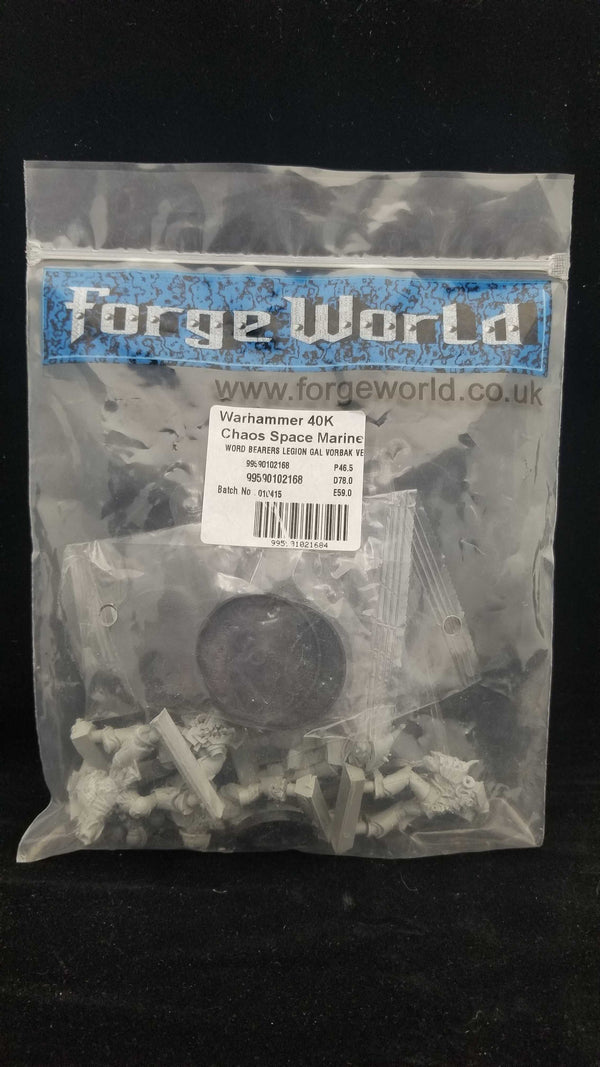 Forge World
www.forgeworld.co.uk
Warhammer 40K
Chaos Space Marine
WORD BEARERS LEGION GAL VORBAK VE
99590102168 P46.5
99590102168 D78.0
Batch No 010415 E59.0